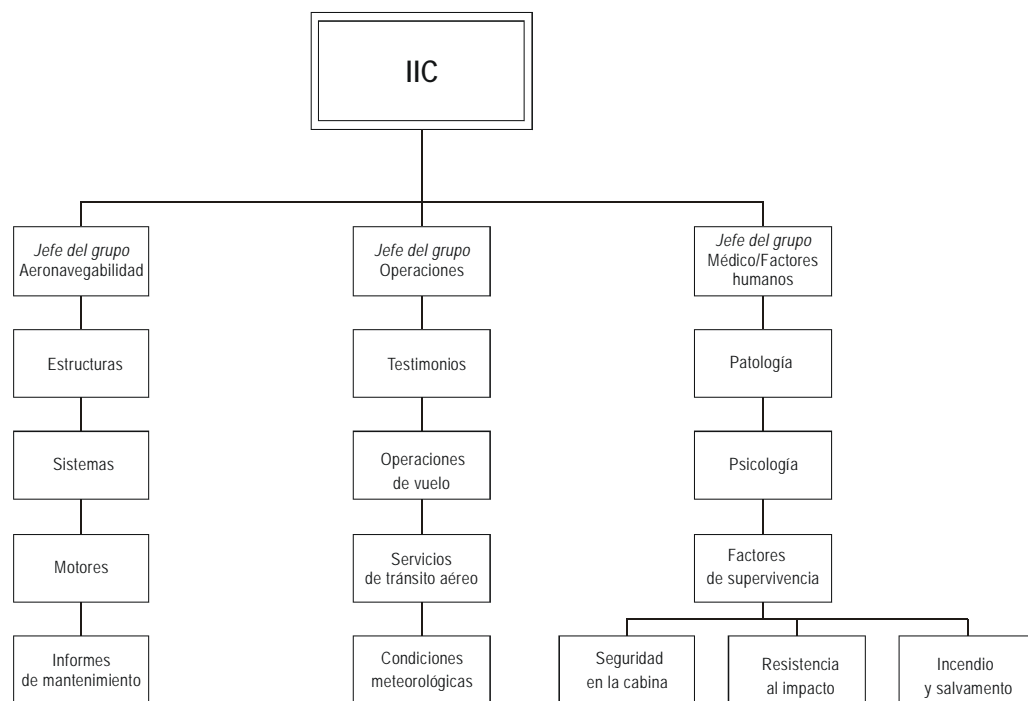 IIC
Jefe del grupo
Aeronavegabilidad
Jefe del grupo
Operaciones
Jefe del grupo
Médico/Factores
humanos
Estructuras
Testimonios
Patología
Sistemas
Operaciones
de vuelo
Psicología
Motores
Servicios
de tránsito aéreo
Factores
de supervivencia
Informes
de mantenimiento
Condiciones
meteorológicas
Seguridad
en la cabina
Resistencia
al impacto
Incendio
y salvamento